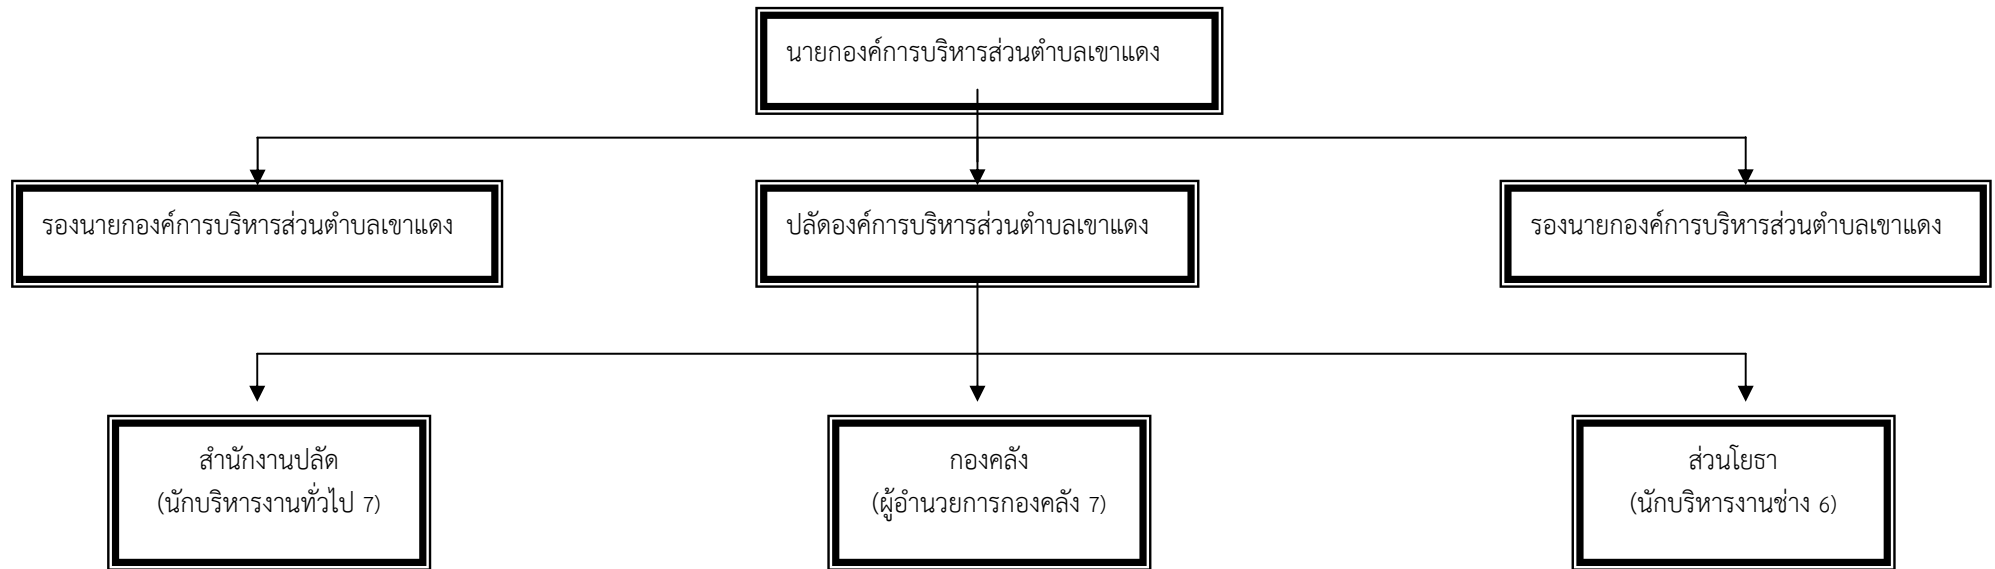 นายกองค์การบริหารส่วนตำบลเขาแดง
รองนายกองค์การบริหารส่วนตำบลเขาแดง
ปลัดองค์การบริหารส่วนตำบลเขาแดง
รองนายกองค์การบริหารส่วนตำบลเขาแดง
สำนักงานปลัด
(นักบริหารงานทั่วไป 7)
กองคลัง
(ผู้อำนวยการกองคลัง 7)
ส่วนโยธา
(นักบริหารงานช่าง 6)